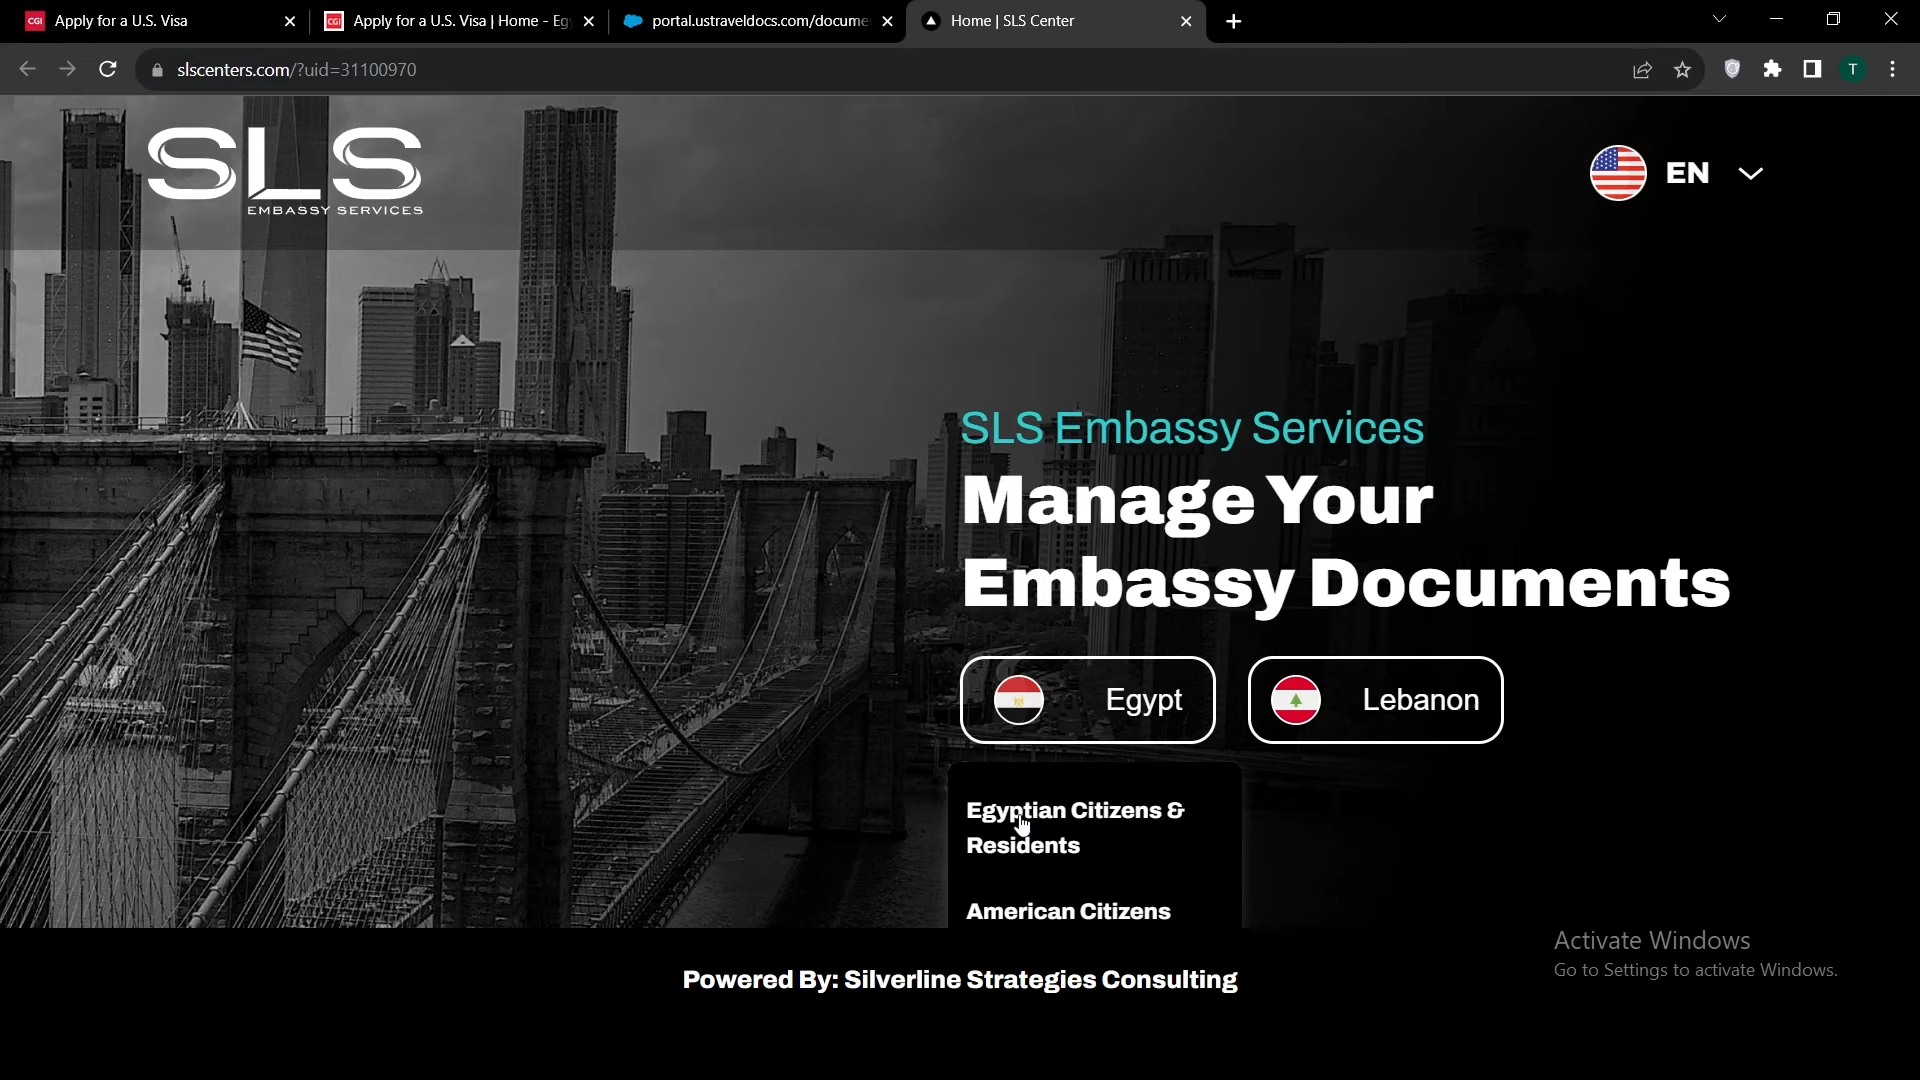 CGI Apply for a U.S. Visa
CGI Apply for a U.S. Visa | Home - Eg
portal.ustraveldocs.com/docume
Home | SLS Center
slscenters.com/?uid=31100970
T
SLS
EMBASSY SERVICES
EN
SLS Embassy Services
Manage Your
Embassy Documents
Egypt
Lebanon
Egyptian Citizens &
Residents
American Citizens
Activate Windows
Go to Settings to activate Windows.
Powered By: Silverline Strategies Consulting